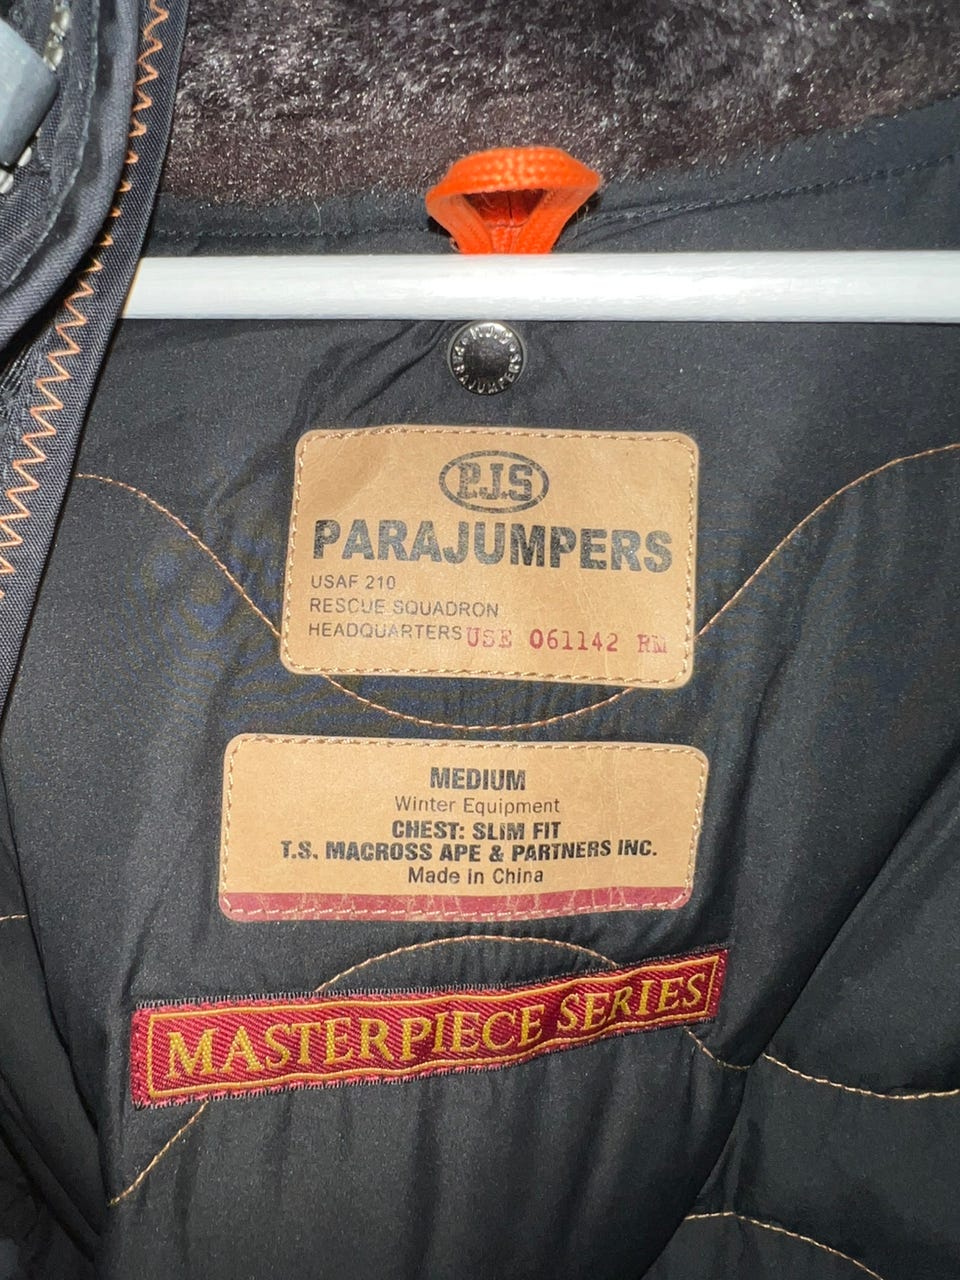 P.J.S
PARAJUMPERS
P.J.S
PARAJUMPERS
USAF 210
RESCUE SQUADRON
HEADQUARTERS USE 061142 RM
MEDIUM
Winter Equipment
CHEST: SLIM FIT
T.S. MACROSS APE & PARTNERS INC.
Made in China
MASTERPIECE SERIES